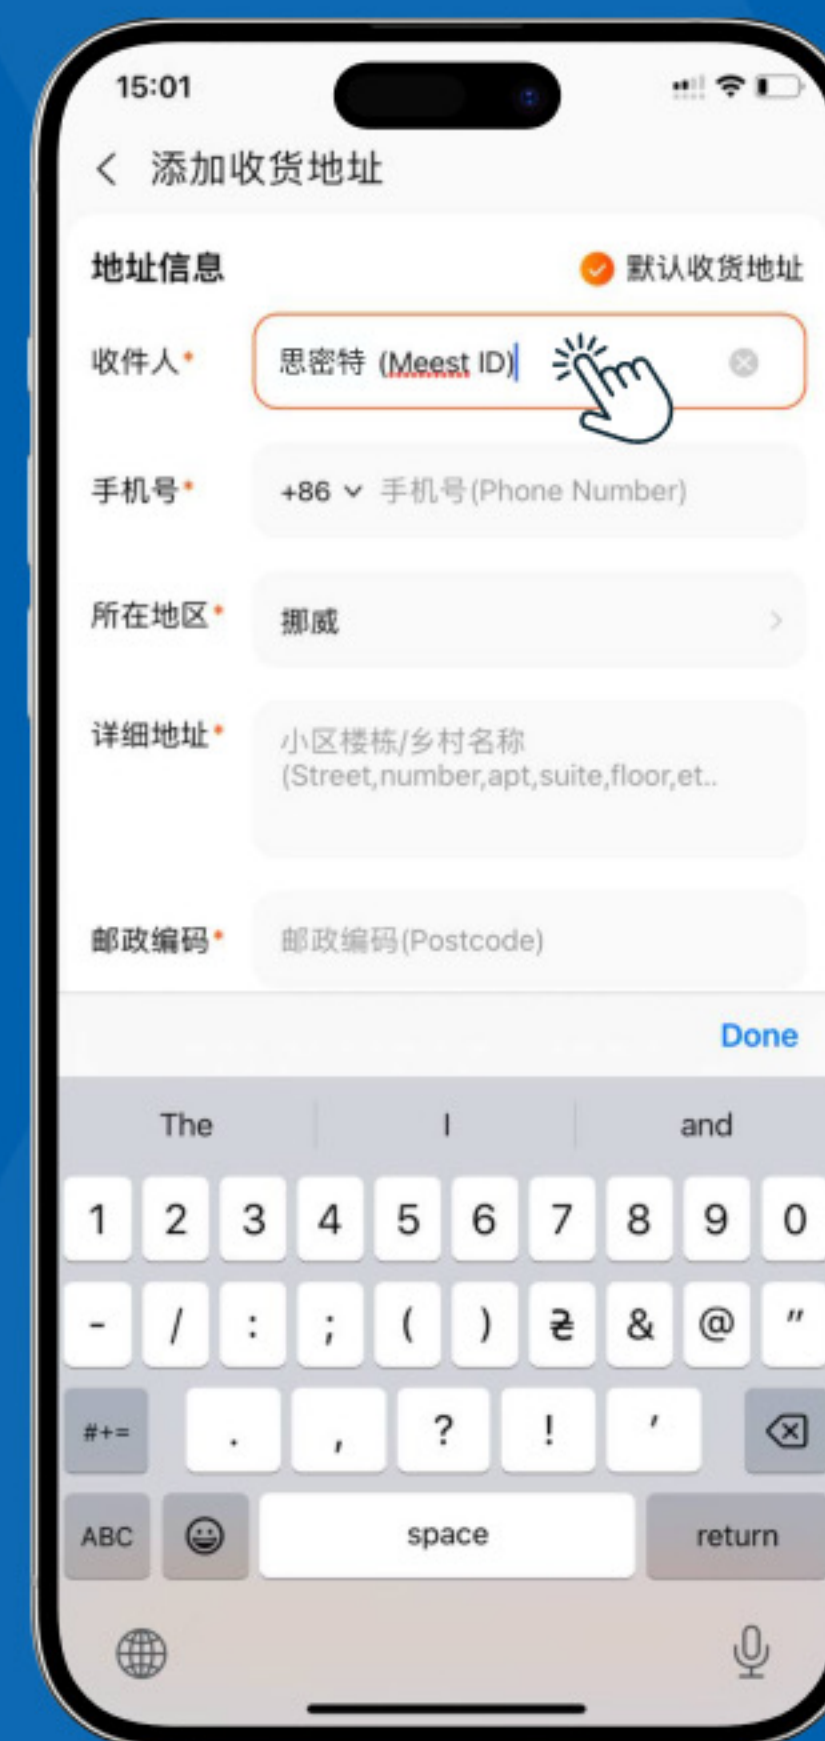 15:01
添加收货地址
地址信息 默认收货地址
收件人* 思密特 (Meest ID)
手机号* +86 手机号(Phone Number)
所在地区* 挪威
详细地址* 小区楼栋/乡村名称
(Street,number,apt,suite,floor,et..
邮政编码* 邮政编码(Postcode)
Done
The I and
1 2 3 4 5 6 7 8 9 0
- / : ; ( ) ₴ & @ "
#+= . , ? ! '
ABC space return